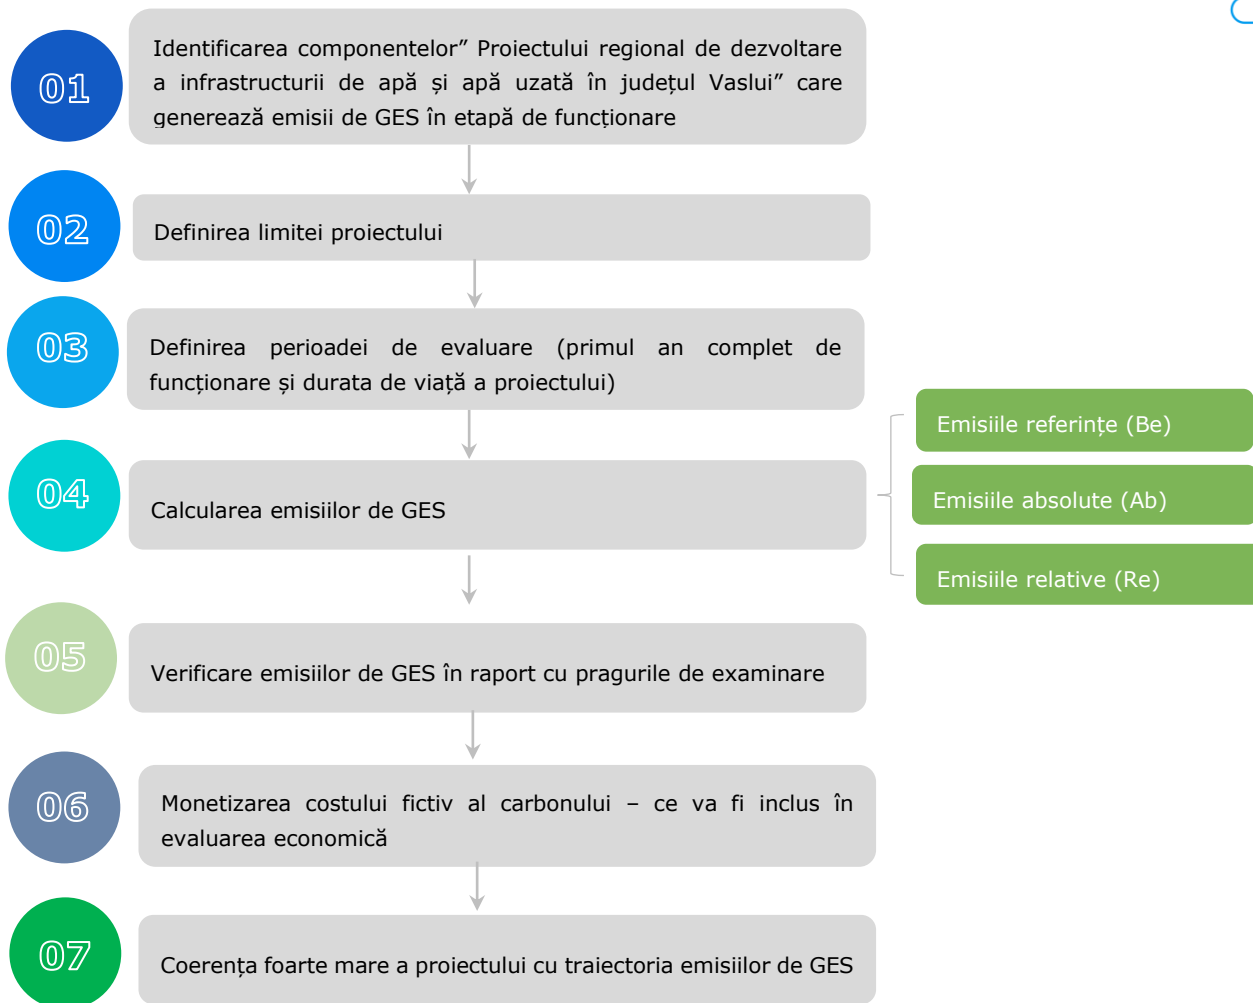 01
Identificarea componentelor” Proiectului regional de dezvoltare
a infrastructurii de apă și apă uzată în județul Vaslui” care
generează emisii de GES în etapă de funcționare
02
Definirea limitei proiectului
03
Definirea perioadei de evaluare (primul an complet de
funcționare și durata de viață a proiectului)
04
Calcularea emisiilor de GES
Emisiile referințe (Be)
Emisiile absolute (Ab)
Emisiile relative (Re)
05
Verificare emisiilor de GES în raport cu pragurile de examinare
06
Monetizarea costului fictiv al carbonului – ce va fi inclus în
evaluarea economică
07
Coerența foarte mare a proiectului cu traiectoria emisiilor de GES